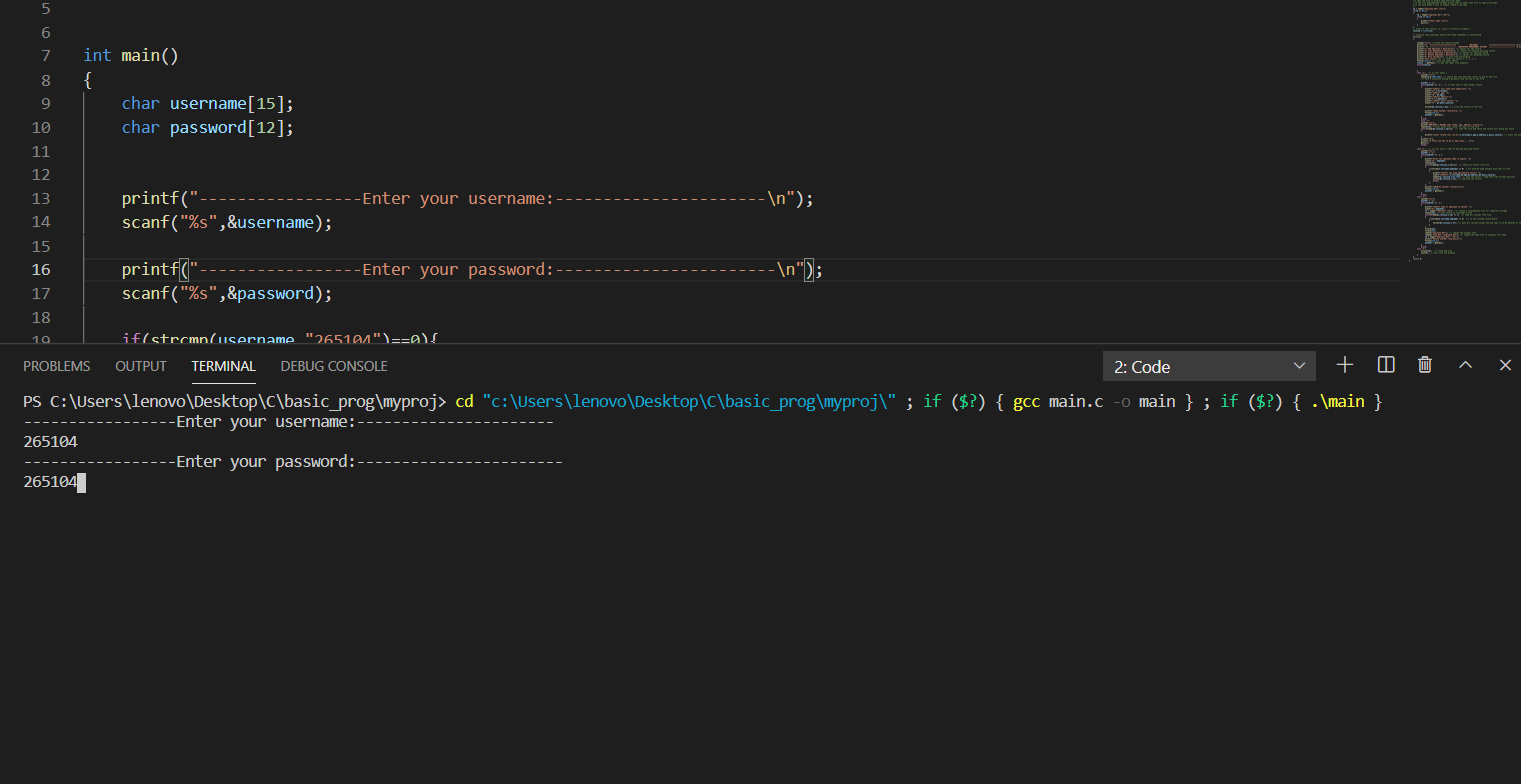 5
6
7 int main()
8 {
9 char username[15];
10 char password[12];
11
12
13 printf("-----------------Enter your username:----------------------\n");
14 scanf("%s",&username);
15
16 printf("-----------------Enter your password:-----------------------\n");
17 scanf("%s",&password);
18
19 if(strcmp(username,"265104")==0){
PROBLEMS OUTPUT TERMINAL DEBUG CONSOLE 2: Code
PS C:\Users\lenovo\Desktop\C\basic_prog\myproj> cd "c:\Users\lenovo\Desktop\C\basic_prog\myproj\" ; if ($?) { gcc main.c -o main } ; if ($?) { .\main }
-----------------Enter your username:----------------------
265104
-----------------Enter your password:-----------------------
265104